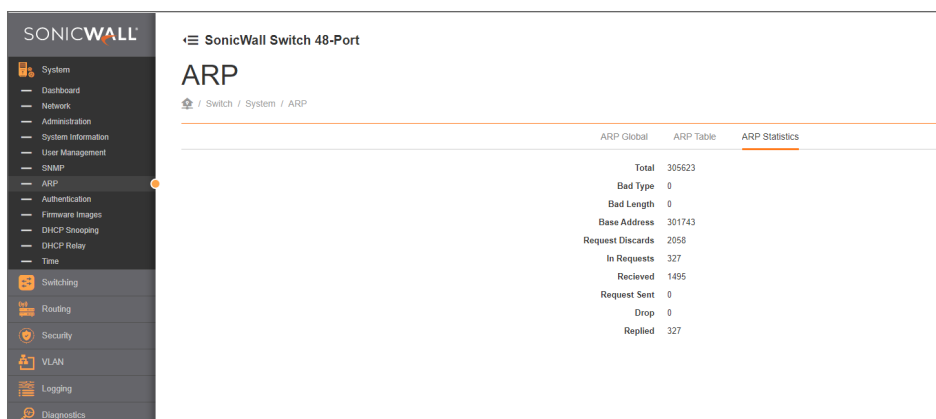 SONICWALL
System
Dashboard
Network
Administration
System Information
User Management
SNMP
ARP
Authentication
Firmware Images
DHCP Snooping
DHCP Relay
Time
Switching
Routing
Security
VLAN
Logging
Diagnostics
SonicWall Switch 48-Port
ARP
/ Switch / System / ARP
ARP Global ARP Table ARP Statistics
Total 305623
Bad Type 0
Bad Length 0
Base Address 301743
Request Discards 2058
In Requests 327
Recieved 1495
Request Sent 0
Drop 0
Replied 327